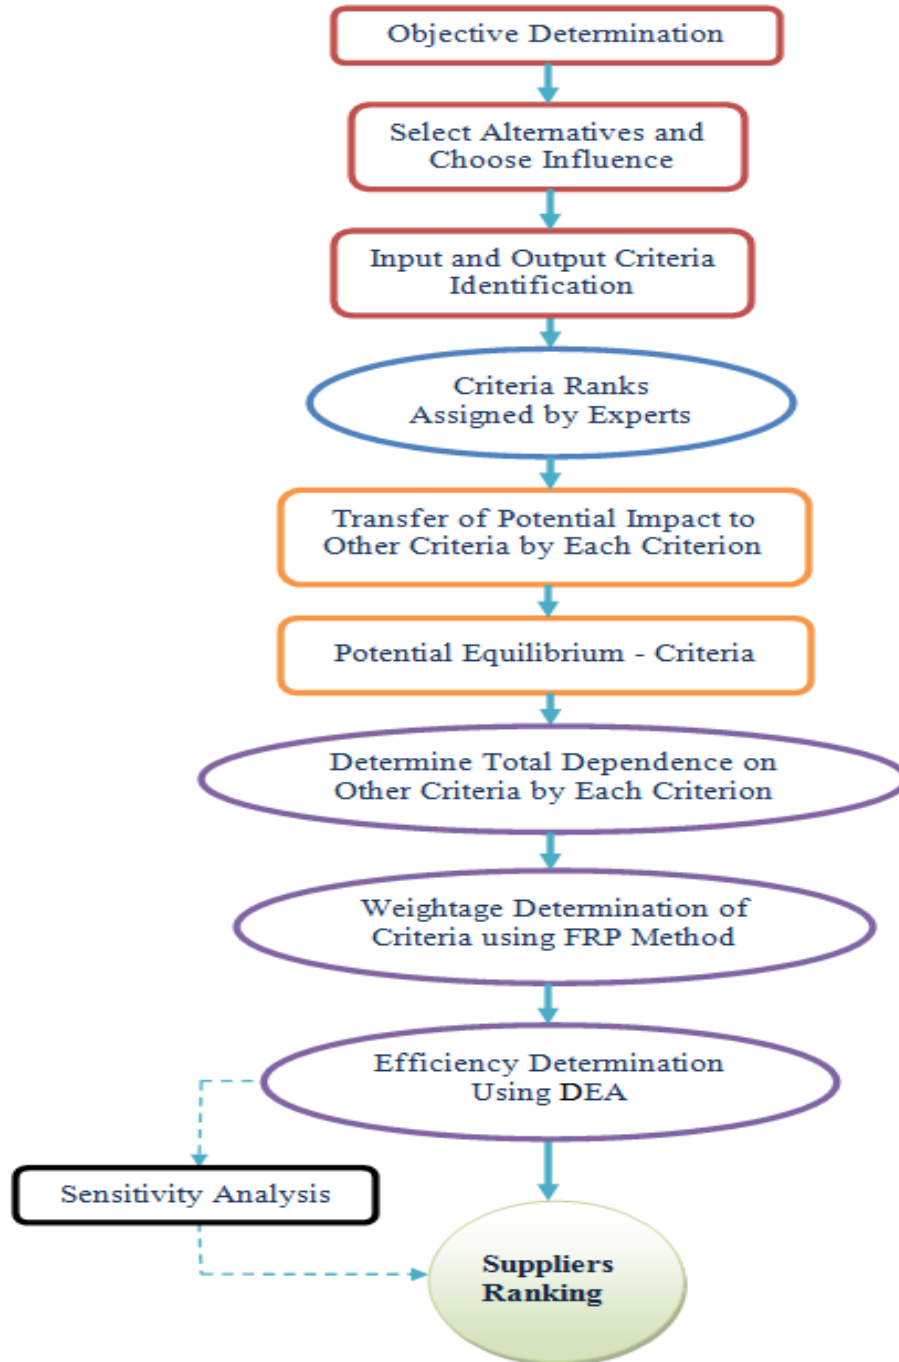 Objective Determination
Select Alternatives and
Choose Influence
Input and Output Criteria
Identification
Criteria Ranks
Assigned by Experts
Transfer of Potential Impact to
Other Criteria by Each Criterion
Potential Equilibrium - Criteria
Determine Total Dependence on
Other Criteria by Each Criterion
Weightage Determination of
Criteria using FRP Method
Efficiency Determination
Using DEA
Sensitivity Analysis
Suppliers
Ranking